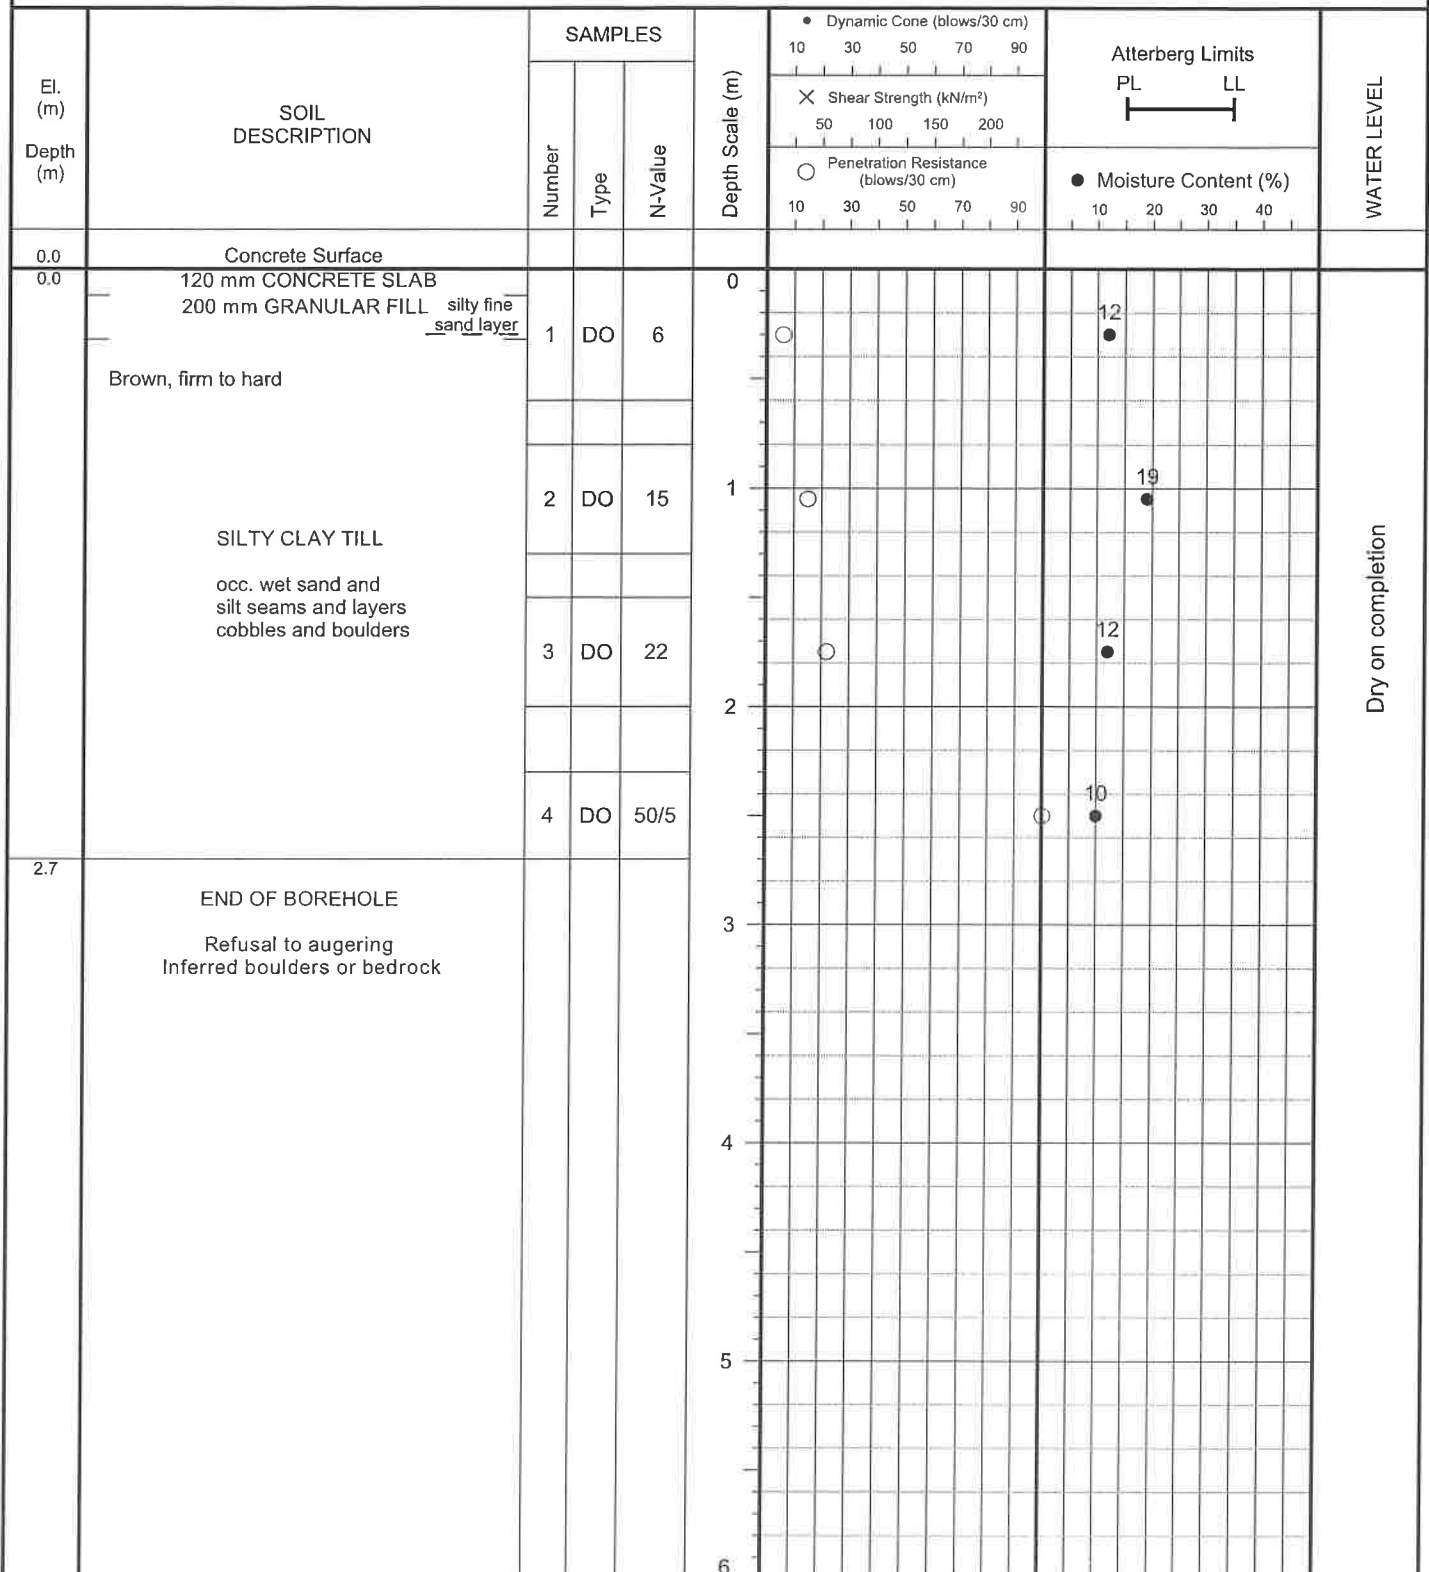 El.
(m)
Depth
(m)
SOIL
DESCRIPTION
SAMPLES
Number
Type
N-Value
Depth Scale (m)
• Dynamic Cone (blows/30 cm)
10 30 50 70 90
× Shear Strength (kN/m²)
50 100 150 200
○ Penetration Resistance
(blows/30 cm)
10 30 50 70 90
Atterberg Limits
PL LL
● Moisture Content (%)
10 20 30 40
WATER LEVEL
0.0
Concrete Surface
0.0
120 mm CONCRETE SLAB
200 mm GRANULAR FILL
silty fine
sand layer
Brown, firm to hard
SILTY CLAY TILL
occ. wet sand and
silt seams and layers
cobbles and boulders
2.7
END OF BOREHOLE
Refusal to augering
Inferred boulders or bedrock
1 DO 6
2 DO 15
3 DO 22
4 DO 50/5
0
1
2
3
4
5
6
12
19
12
10
Dry on completion